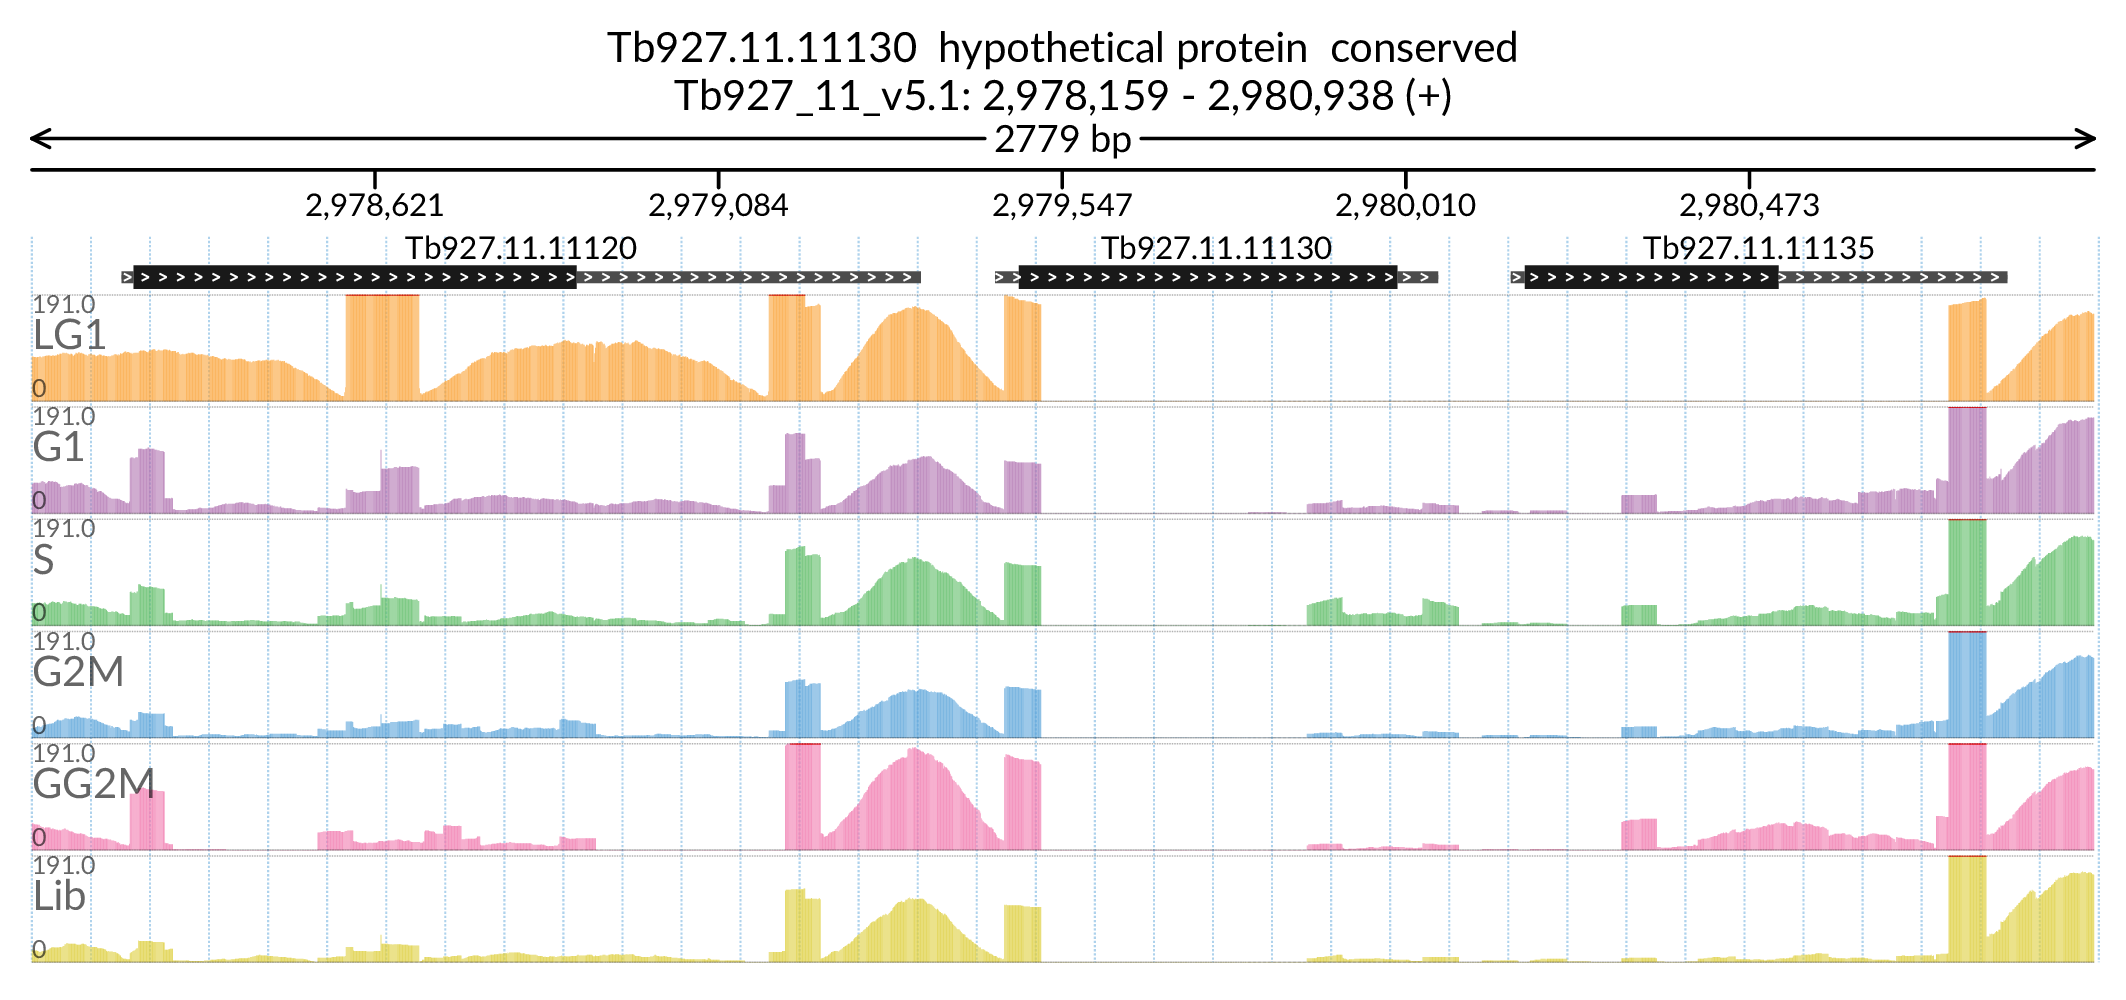 Tb927.11.11130  hypothetical protein  conserved
Tb927_11_v5.1: 2,978,159 - 2,980,938 (+)
2779 bp
2,978,621 2,979,084 2,979,547 2,980,010 2,980,473
Tb927.11.11120 Tb927.11.11130 Tb927.11.11135
191.0
LG1
0
191.0
G1
0
191.0
S
0
191.0
G2M
0
191.0
GG2M
0
191.0
Lib
0